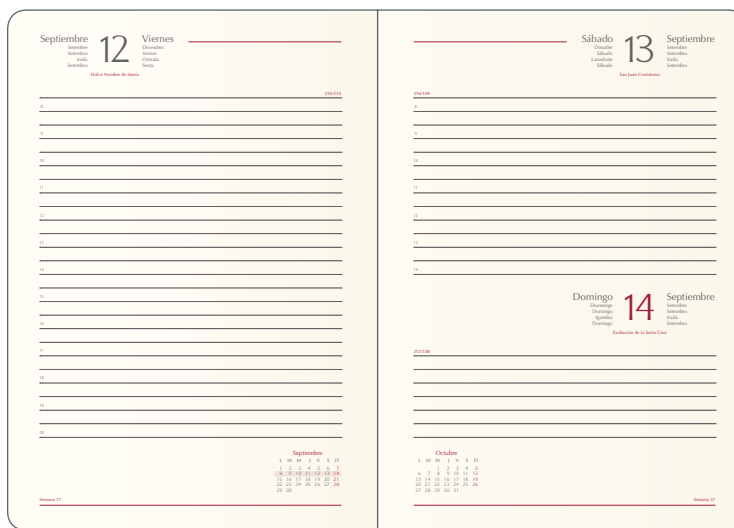 Septiembre 12 Viernes
Setembre Divendres
Setembro Venres
Iraila Ostirala
Setembro Sexta
Dulce Nombre de María
255/110
8
9
10
11
12
13
14
15
16
17
18
19
20
Septiembre
L M M J V S D
1 2 3 4 5 6 7
8 9 10 11 12 13 14
15 16 17 18 19 20 21
22 23 24 25 26 27 28
29 30
Semana 37
Sábado 13 Septiembre
Dissabte Setembre
Sábado Setembro
Larunbata Iraila
Sábado Setembro
San Juan Crisóstomo
256/109
8
9
10
11
12
13
14
Domingo 14 Septiembre
Diumenge Setembre
Domingo Setembro
Igandea Iraila
Domingo Setembro
Exaltación de la Santa Cruz
257/108
Octubre
L M M J V S D
1 2 3 4 5
6 7 8 9 10 11 12
13 14 15 16 17 18 19
20 21 22 23 24 25 26
27 28 29 30 31
Semana 37